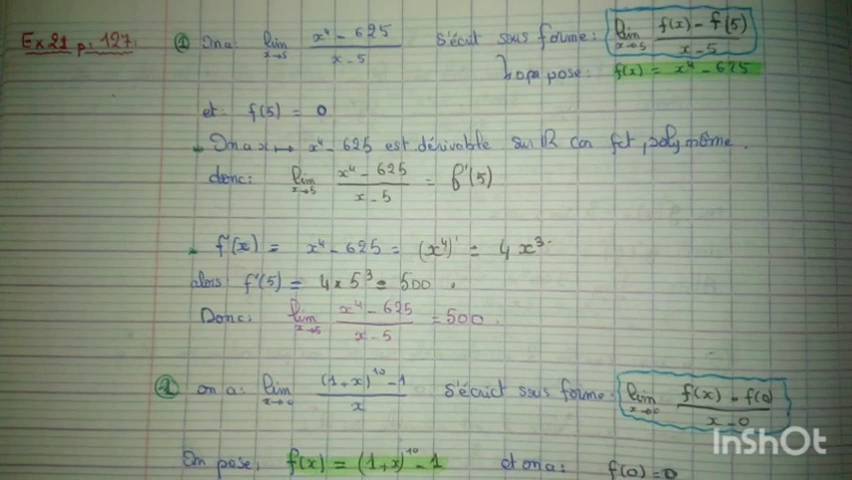 Ex 21 p. 127. ① On a: lim x→5 (x⁴ - 625)/(x - 5) s'écrit sous forme: lim x→5 (f(x) - f(5))/(x - 5)
pose: f(x) = x⁴ - 625
et: f(5) = 0
On a x ↦ x⁴ - 625 est dérivable sur ℝ car fct, polynôme.
donc: lim x→5 (x⁴ - 625)/(x - 5) = f'(5)
f'(x) = x⁴ - 625 = (x⁴)' = 4x³.
alors: f'(5) = 4 × 5³ = 500.
Donc: lim x→5 (x⁴ - 625)/(x - 5) = 500.
② on a: lim x→0 ((1+x)¹⁰ - 1)/x s'écrict sous forme: lim x→0 (f(x) - f(0))/(x - 0)
InShOt
On pose: f(x) = (1+x)¹⁰ - 1 et on a: f(0) = 0